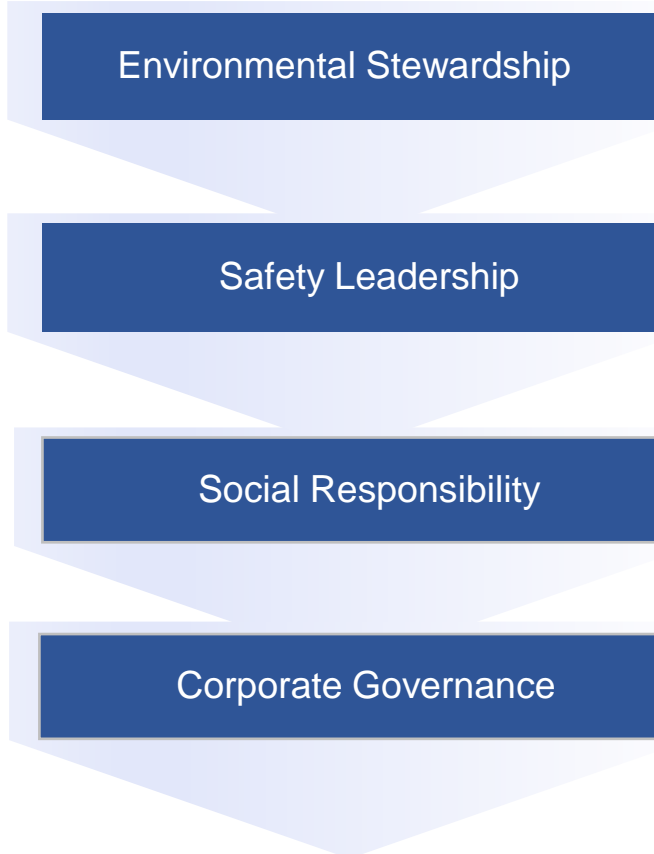 Environmental Stewardship
Safety Leadership
Social Responsibility
Corporate Governance